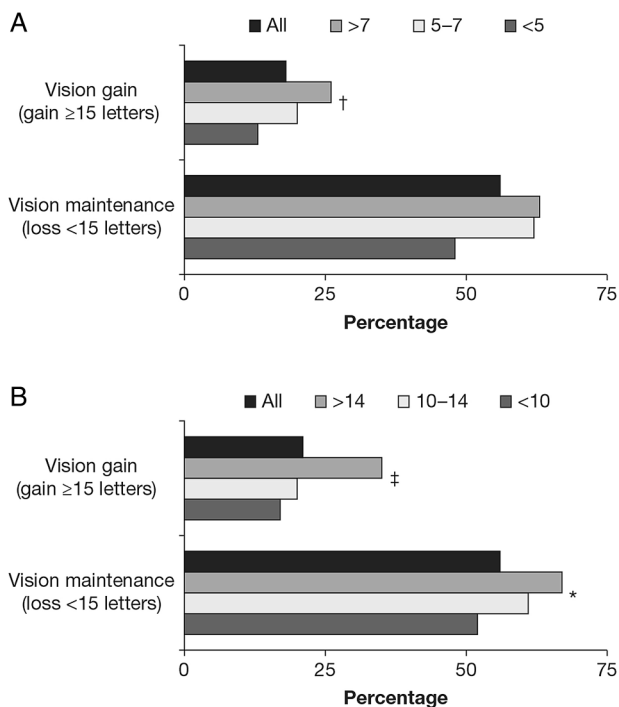 A
All >7 5–7 <5
Vision gain
(gain ≥15 letters)
†
Vision maintenance
(loss <15 letters)
0 25 50 75
Percentage
B
All >14 10–14 <10
Vision gain
(gain ≥15 letters)
‡
Vision maintenance
(loss <15 letters)
*
0 25 50 75
Percentage